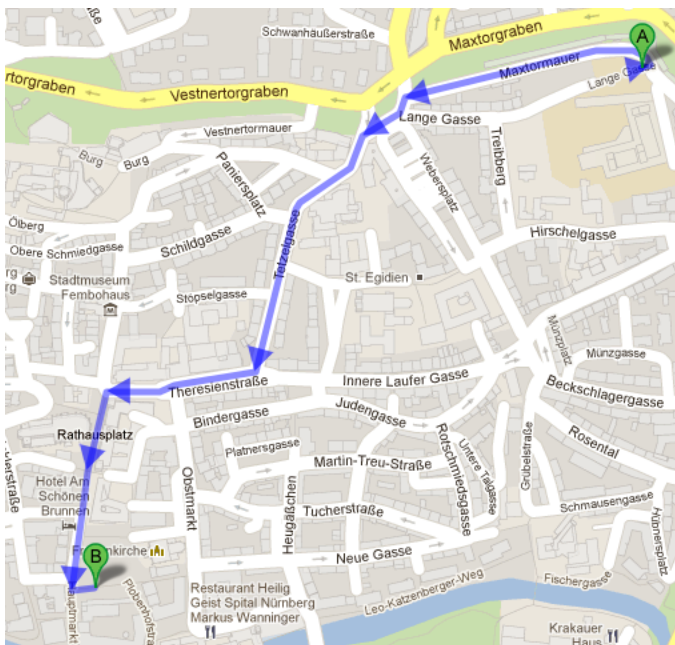 Schwanhäußerstraße
Maxtorgraben
A
Vestnertorgraben
Maxtormauer
Lange Gasse
Lange Gasse
Vestnertormauer
Burg
Burg
Paniersplatz
Webersplatz
Treibberg
Ölberg
Schildgasse
Hirschelgasse
Obere Schmiedgasse
Tetzelgasse
St. Egidien
Stadtmuseum
Fembohaus
Stöpselgasse
Münzplatz
Münzgasse
Theresienstraße
Innere Laufer Gasse
Beckschlagergasse
Bindergasse
Judengasse
Rathausplatz
Platnersgasse
Rotschmiedsgasse
Untere Talgasse
Grübelstraße
Rosental
Martin-Treu-Straße
Hotel Am
Schönen
Brunnen
Obstmarkt
Heugäßchen
Tucherstraße
Schmausengasse
Hübnersplatz
B
Neue Gasse
Plobenhofstraße
Restaurant Heilig
Geist Spital Nürnberg
Markus Wanninger
Leo-Katzenberger-Weg
Fischergasse
Hauptmarkt
Krakauer
Haus